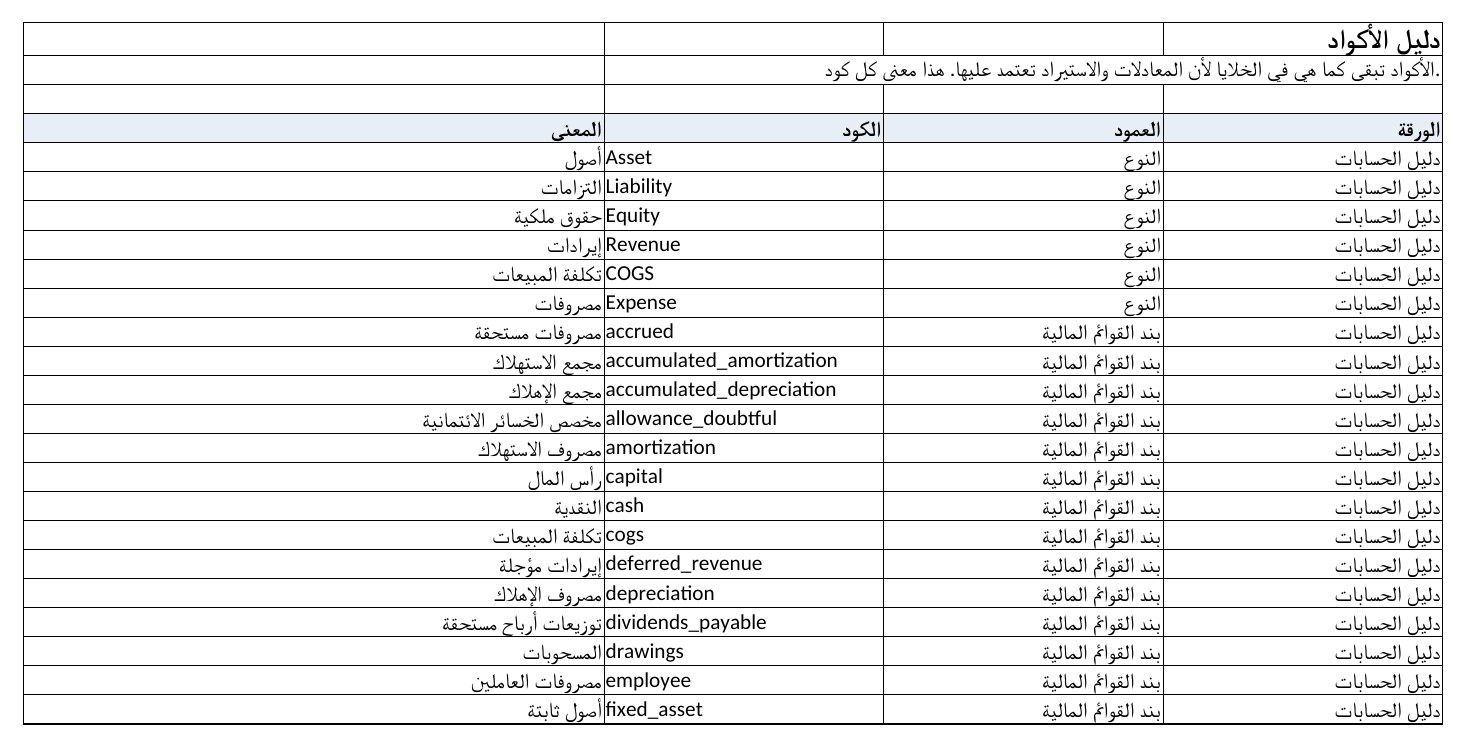 دليل الأكواد
الأكواد تبقى كما هي في الخلايا لأن المعادلات والاستيراد تعتمد عليها. هذا معنى كل كود.
الورقة العمود الكود المعنى
دليل الحسابات النوع Asset أصول
دليل الحسابات النوع Liability التزامات
دليل الحسابات النوع Equity حقوق ملكية
دليل الحسابات النوع Revenue إيرادات
دليل الحسابات النوع COGS تكلفة المبيعات
دليل الحسابات النوع Expense مصروفات
دليل الحسابات بند القوائم المالية accrued مصروفات مستحقة
دليل الحسابات بند القوائم المالية accumulated_amortization مجمع الاستهلاك
دليل الحسابات بند القوائم المالية accumulated_depreciation مجمع الإهلاك
دليل الحسابات بند القوائم المالية allowance_doubtful مخصص الخسائر الائتمانية
دليل الحسابات بند القوائم المالية amortization مصروف الاستهلاك
دليل الحسابات بند القوائم المالية capital رأس المال
دليل الحسابات بند القوائم المالية cash النقدية
دليل الحسابات بند القوائم المالية cogs تكلفة المبيعات
دليل الحسابات بند القوائم المالية deferred_revenue إيرادات مؤجلة
دليل الحسابات بند القوائم المالية depreciation مصروف الإهلاك
دليل الحسابات بند القوائم المالية dividends_payable توزيعات أرباح مستحقة
دليل الحسابات بند القوائم المالية drawings المسحوبات
دليل الحسابات بند القوائم المالية employee مصروفات العاملين
دليل الحسابات بند القوائم المالية fixed_asset أصول ثابتة